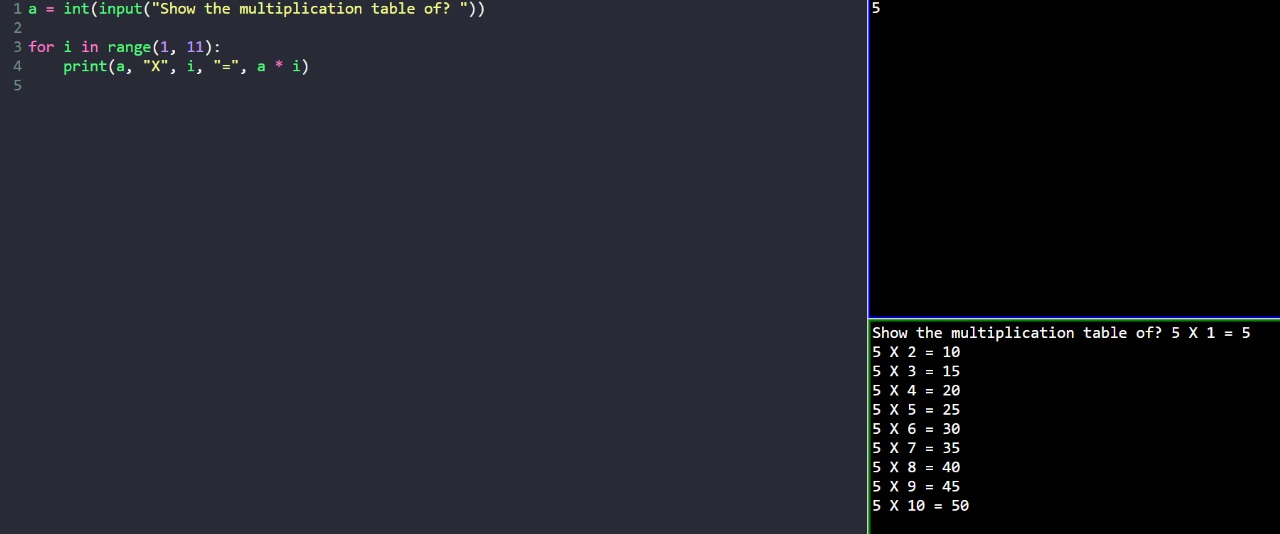 1 a = int(input("Show the multiplication table of? "))
2
3 for i in range(1, 11):
4     print(a, "X", i, "=", a * i)
5
5
Show the multiplication table of? 5 X 1 = 5
5 X 2 = 10
5 X 3 = 15
5 X 4 = 20
5 X 5 = 25
5 X 6 = 30
5 X 7 = 35
5 X 8 = 40
5 X 9 = 45
5 X 10 = 50